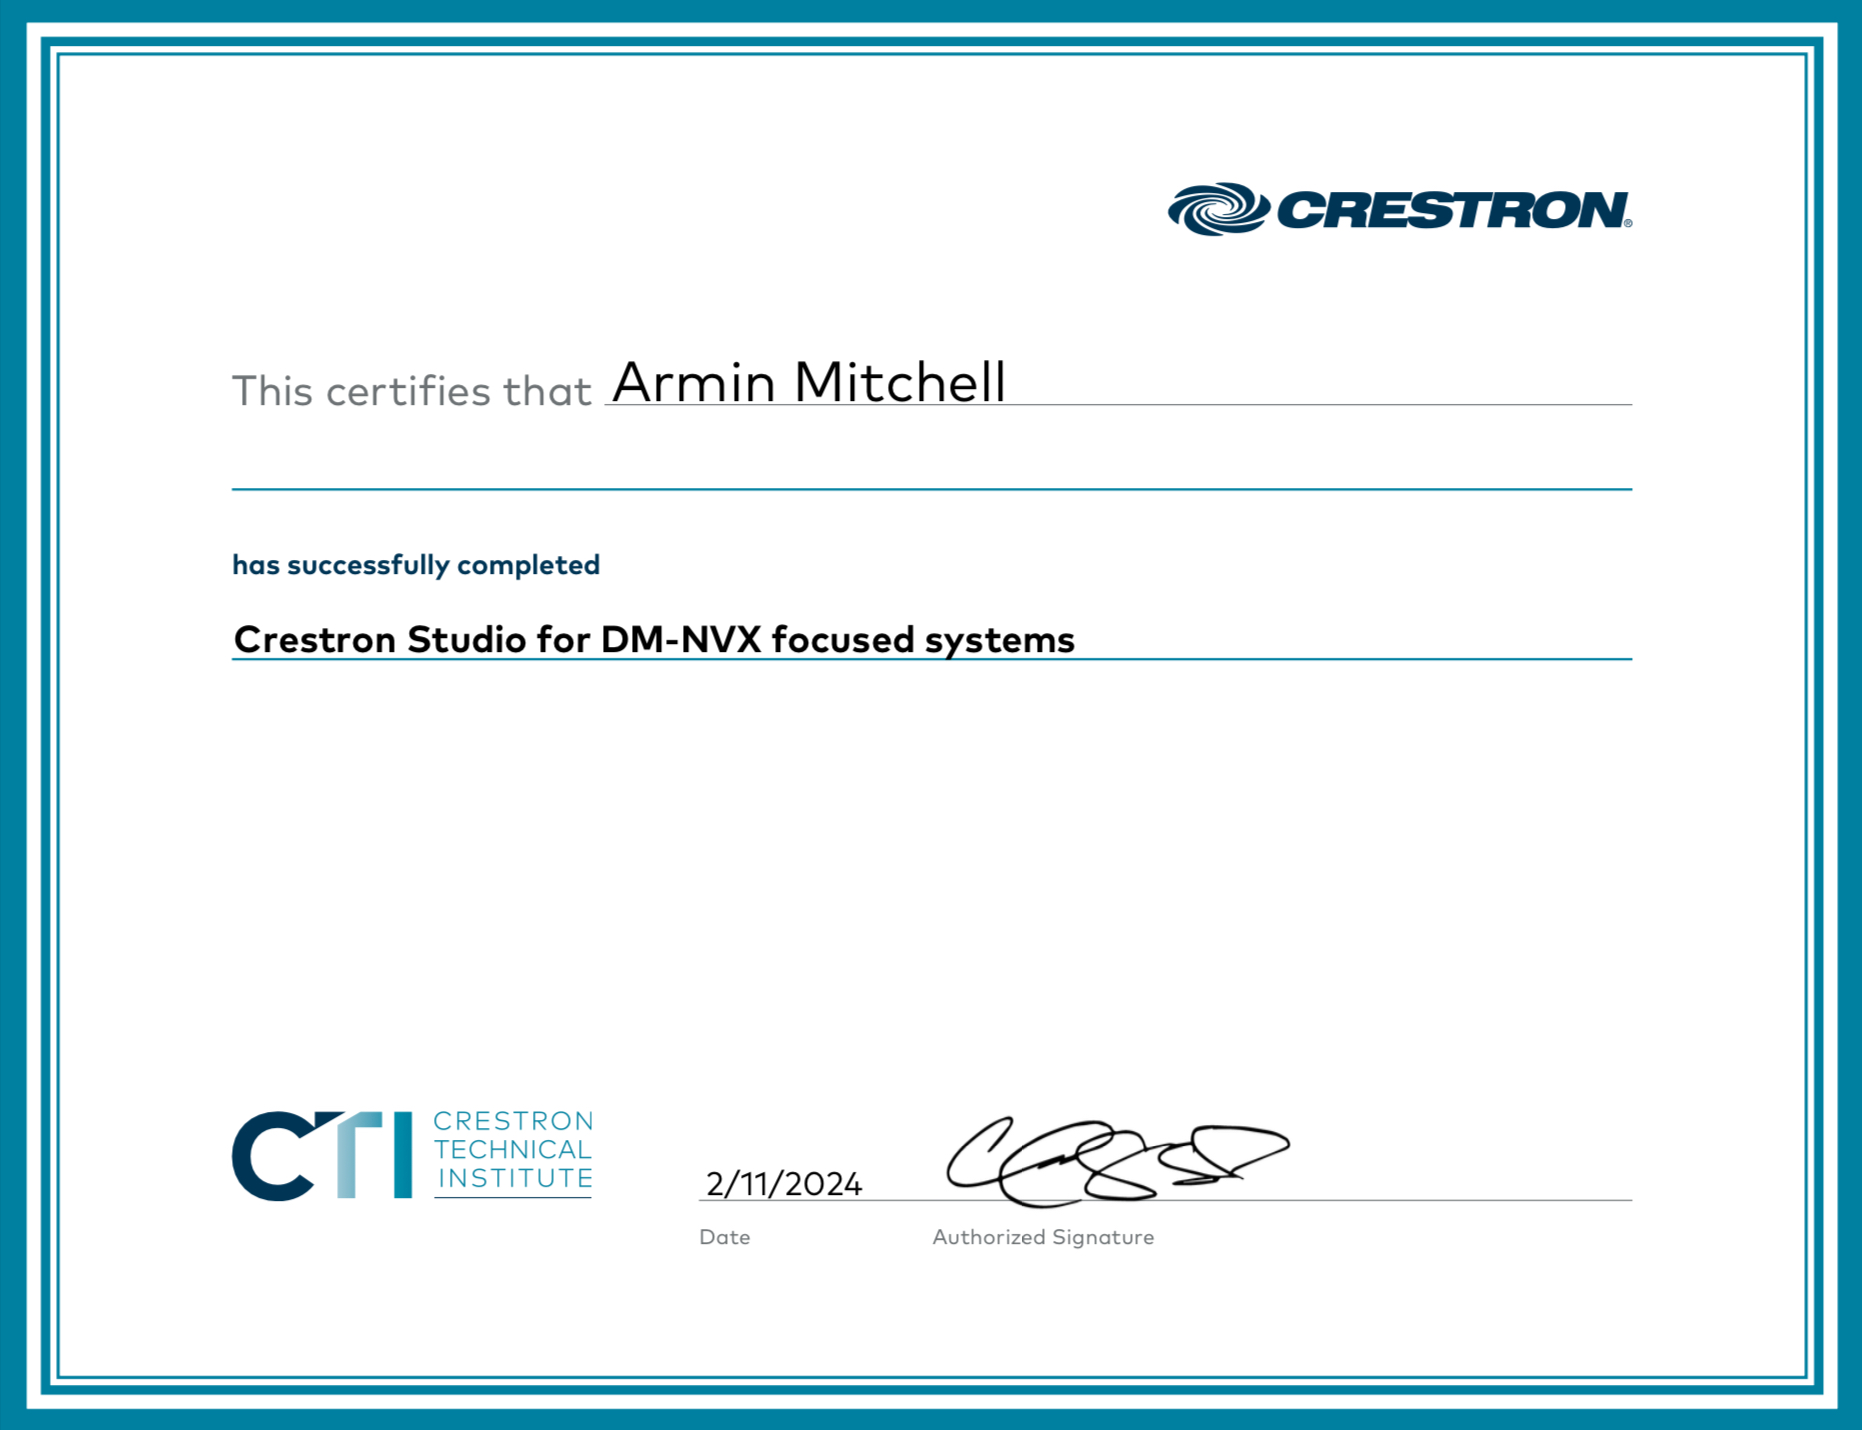 CRESTRON®
This certifies that Armin Mitchell
has successfully completed
Crestron Studio for DM-NVX focused systems
CTI
CRESTRON
TECHNICAL
INSTITUTE
2/11/2024
Date
Authorized Signature